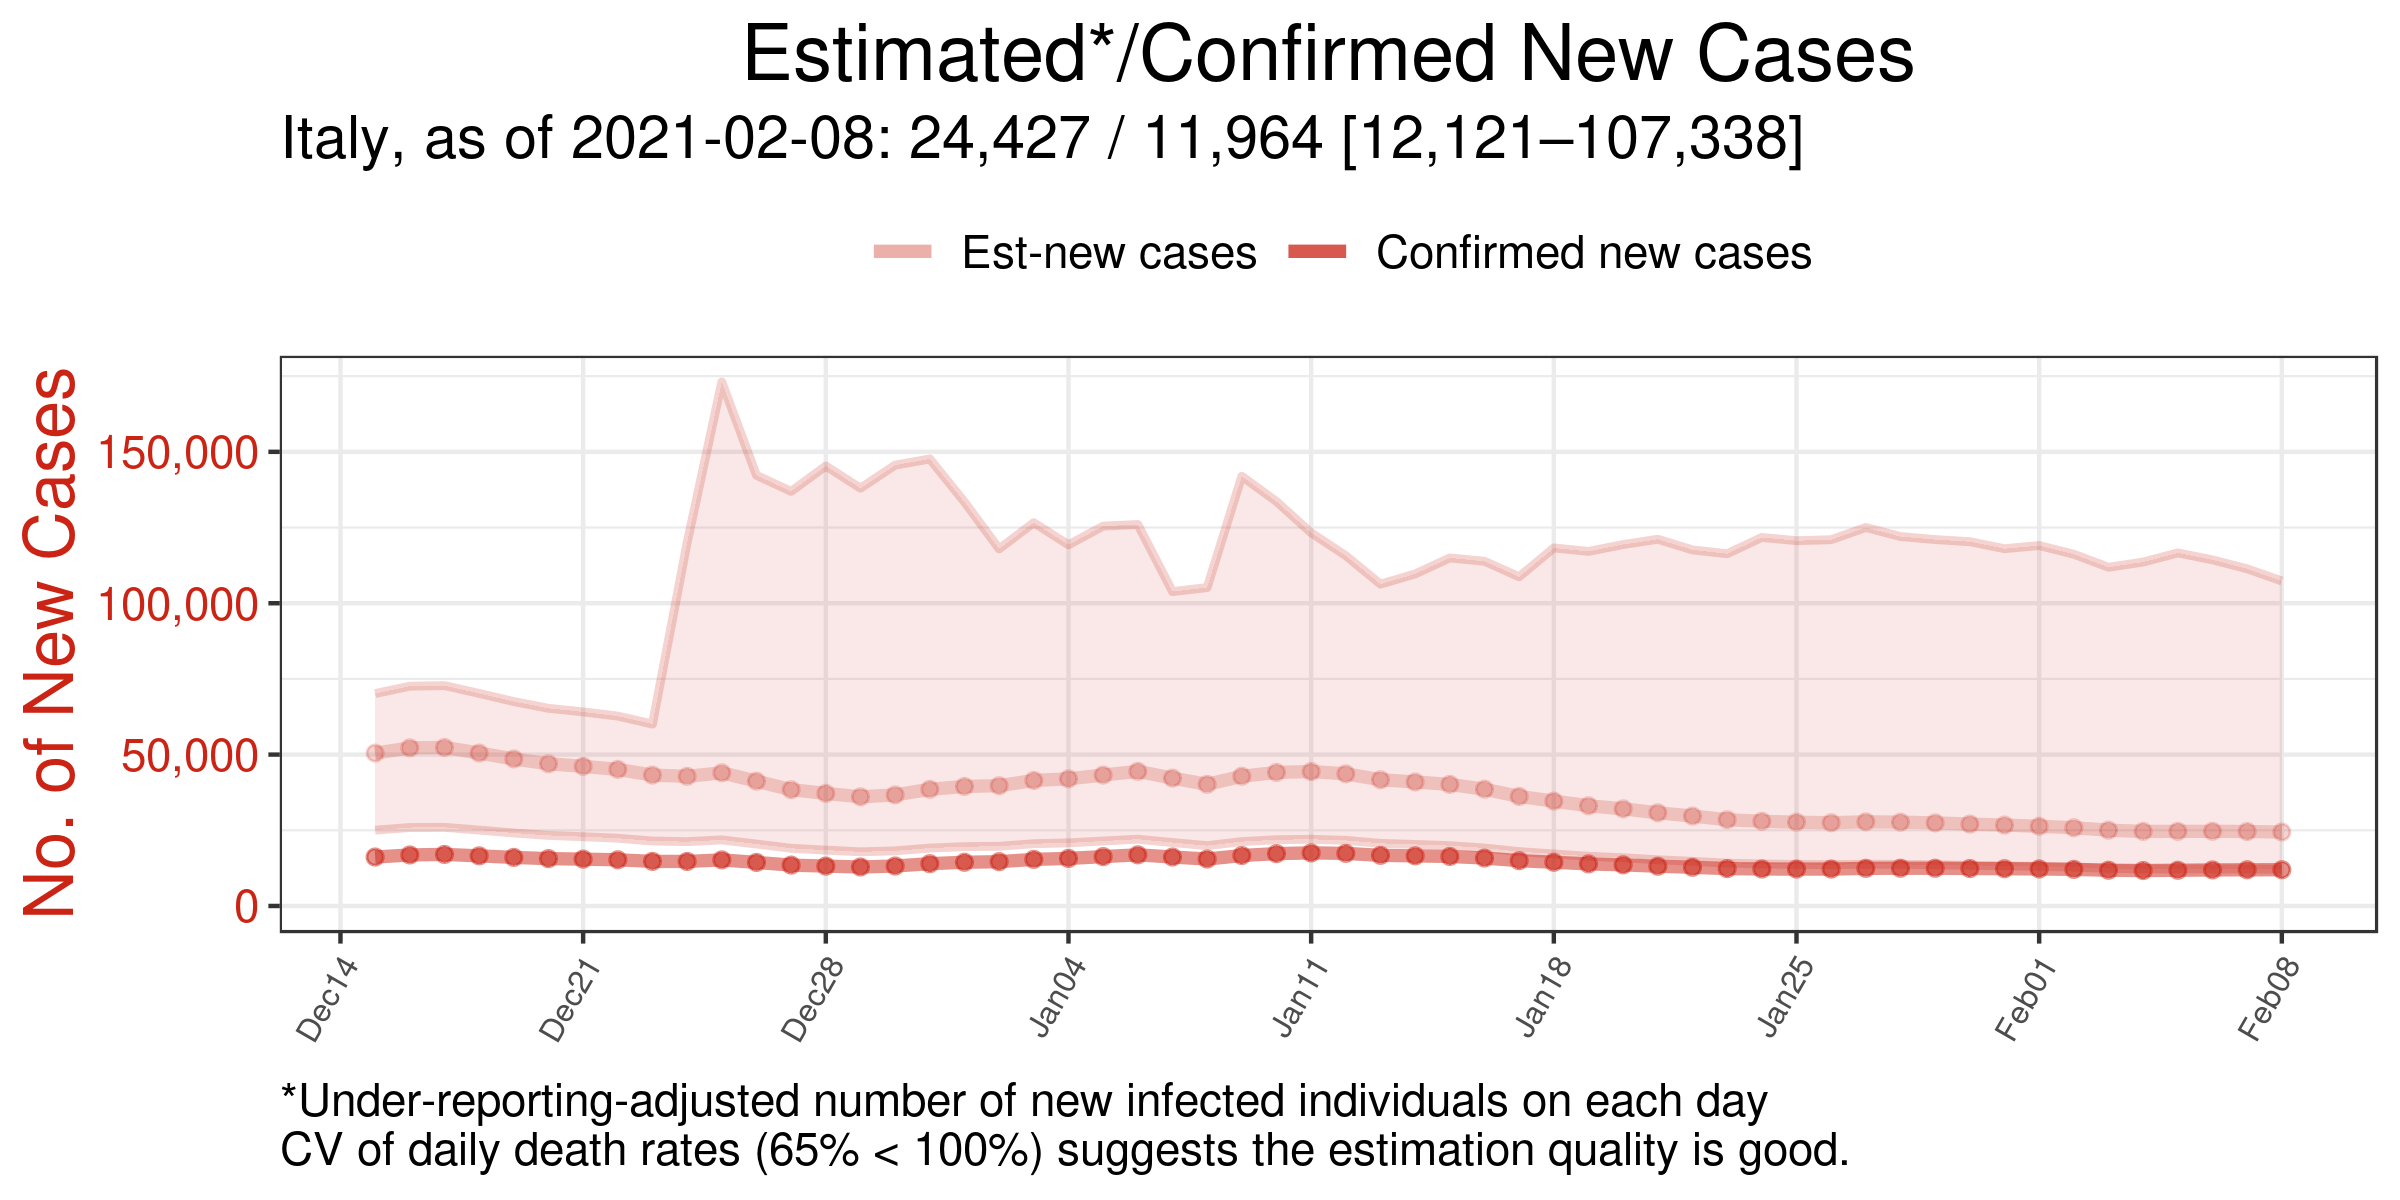 Estimated*/Confirmed New Cases
Italy, as of 2021-02-08: 24,427 / 11,964 [12,121–107,338]
Est-new cases
Confirmed new cases
No. of New Cases
150,000
100,000
50,000
0
Dec14
Dec21
Dec28
Jan04
Jan11
Jan18
Jan25
Feb01
Feb08
*Under-reporting-adjusted number of new infected individuals on each day
CV of daily death rates (65% < 100%) suggests the estimation quality is good.